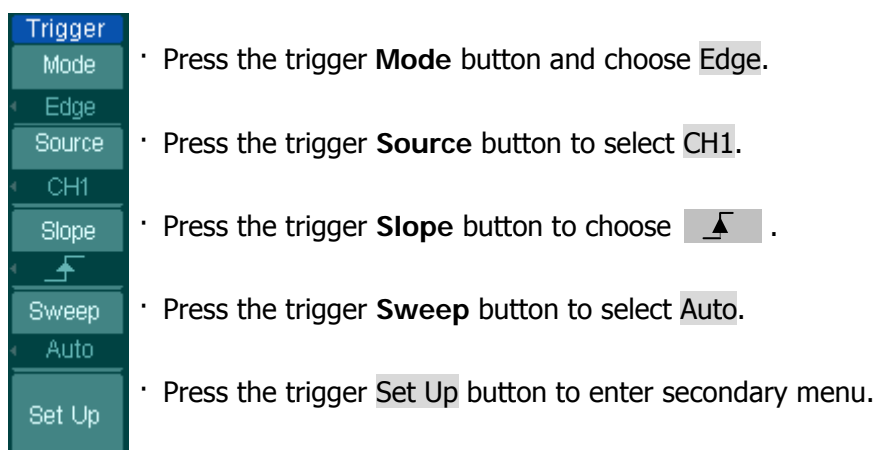 Trigger
Mode
· Press the trigger Mode button and choose Edge.
Edge
Source
· Press the trigger Source button to select CH1.
CH1
Slope
· Press the trigger Slope button to choose .
Sweep
· Press the trigger Sweep button to select Auto.
Auto
Set Up
· Press the trigger Set Up button to enter secondary menu.